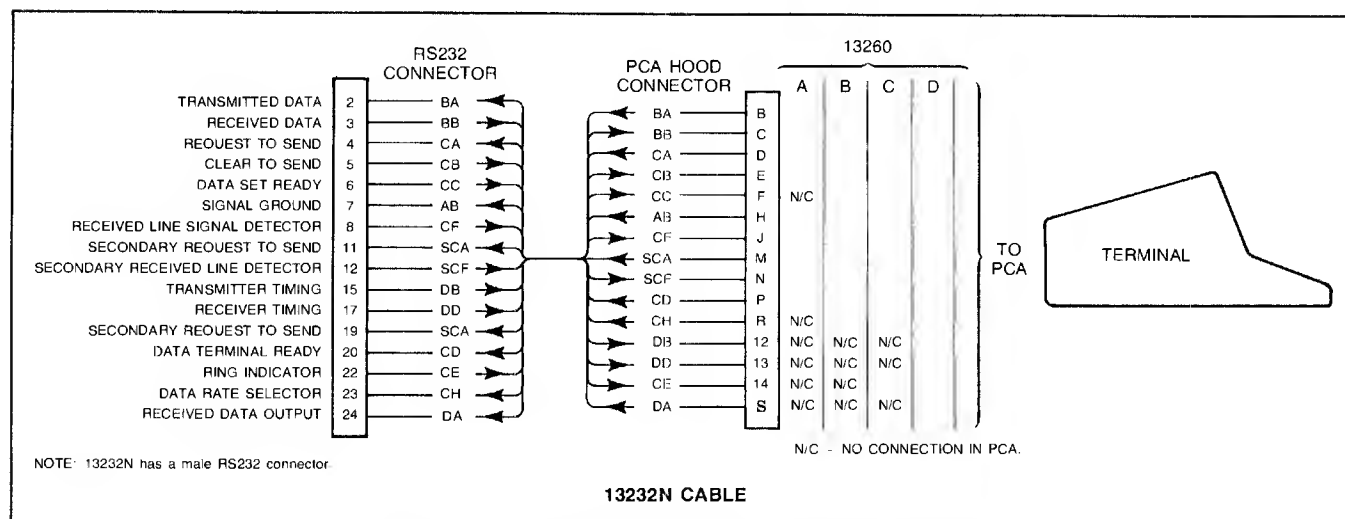 13260
RS232 CONNECTOR
PCA HOOD CONNECTOR
A B C D
TRANSMITTED DATA 2 BA
RECEIVED DATA 3 BB
REQUEST TO SEND 4 CA
CLEAR TO SEND 5 CB
DATA SET READY 6 CC
SIGNAL GROUND 7 AB
RECEIVED LINE SIGNAL DETECTOR 8 CF
SECONDARY REQUEST TO SEND 11 SCA
SECONDARY RECEIVED LINE DETECTOR 12 SCF
TRANSMITTER TIMING 15 DB
RECEIVER TIMING 17 DD
SECONDARY REQUEST TO SEND 19 SCA
DATA TERMINAL READY 20 CD
RING INDICATOR 22 CE
DATA RATE SELECTOR 23 CH
RECEIVED DATA OUTPUT 24 DA
BA B
BB C
CA D
CB E
CC F N/C
AB H
CF J
SCA M
SCF N
CD P
CH R N/C
DB 12 N/C N/C N/C
DD 13 N/C N/C N/C
CE 14 N/C N/C
DA S N/C N/C N/C
TO PCA
TERMINAL
N/C - NO CONNECTION IN PCA.
NOTE: 13232N has a male RS232 connector.
13232N CABLE